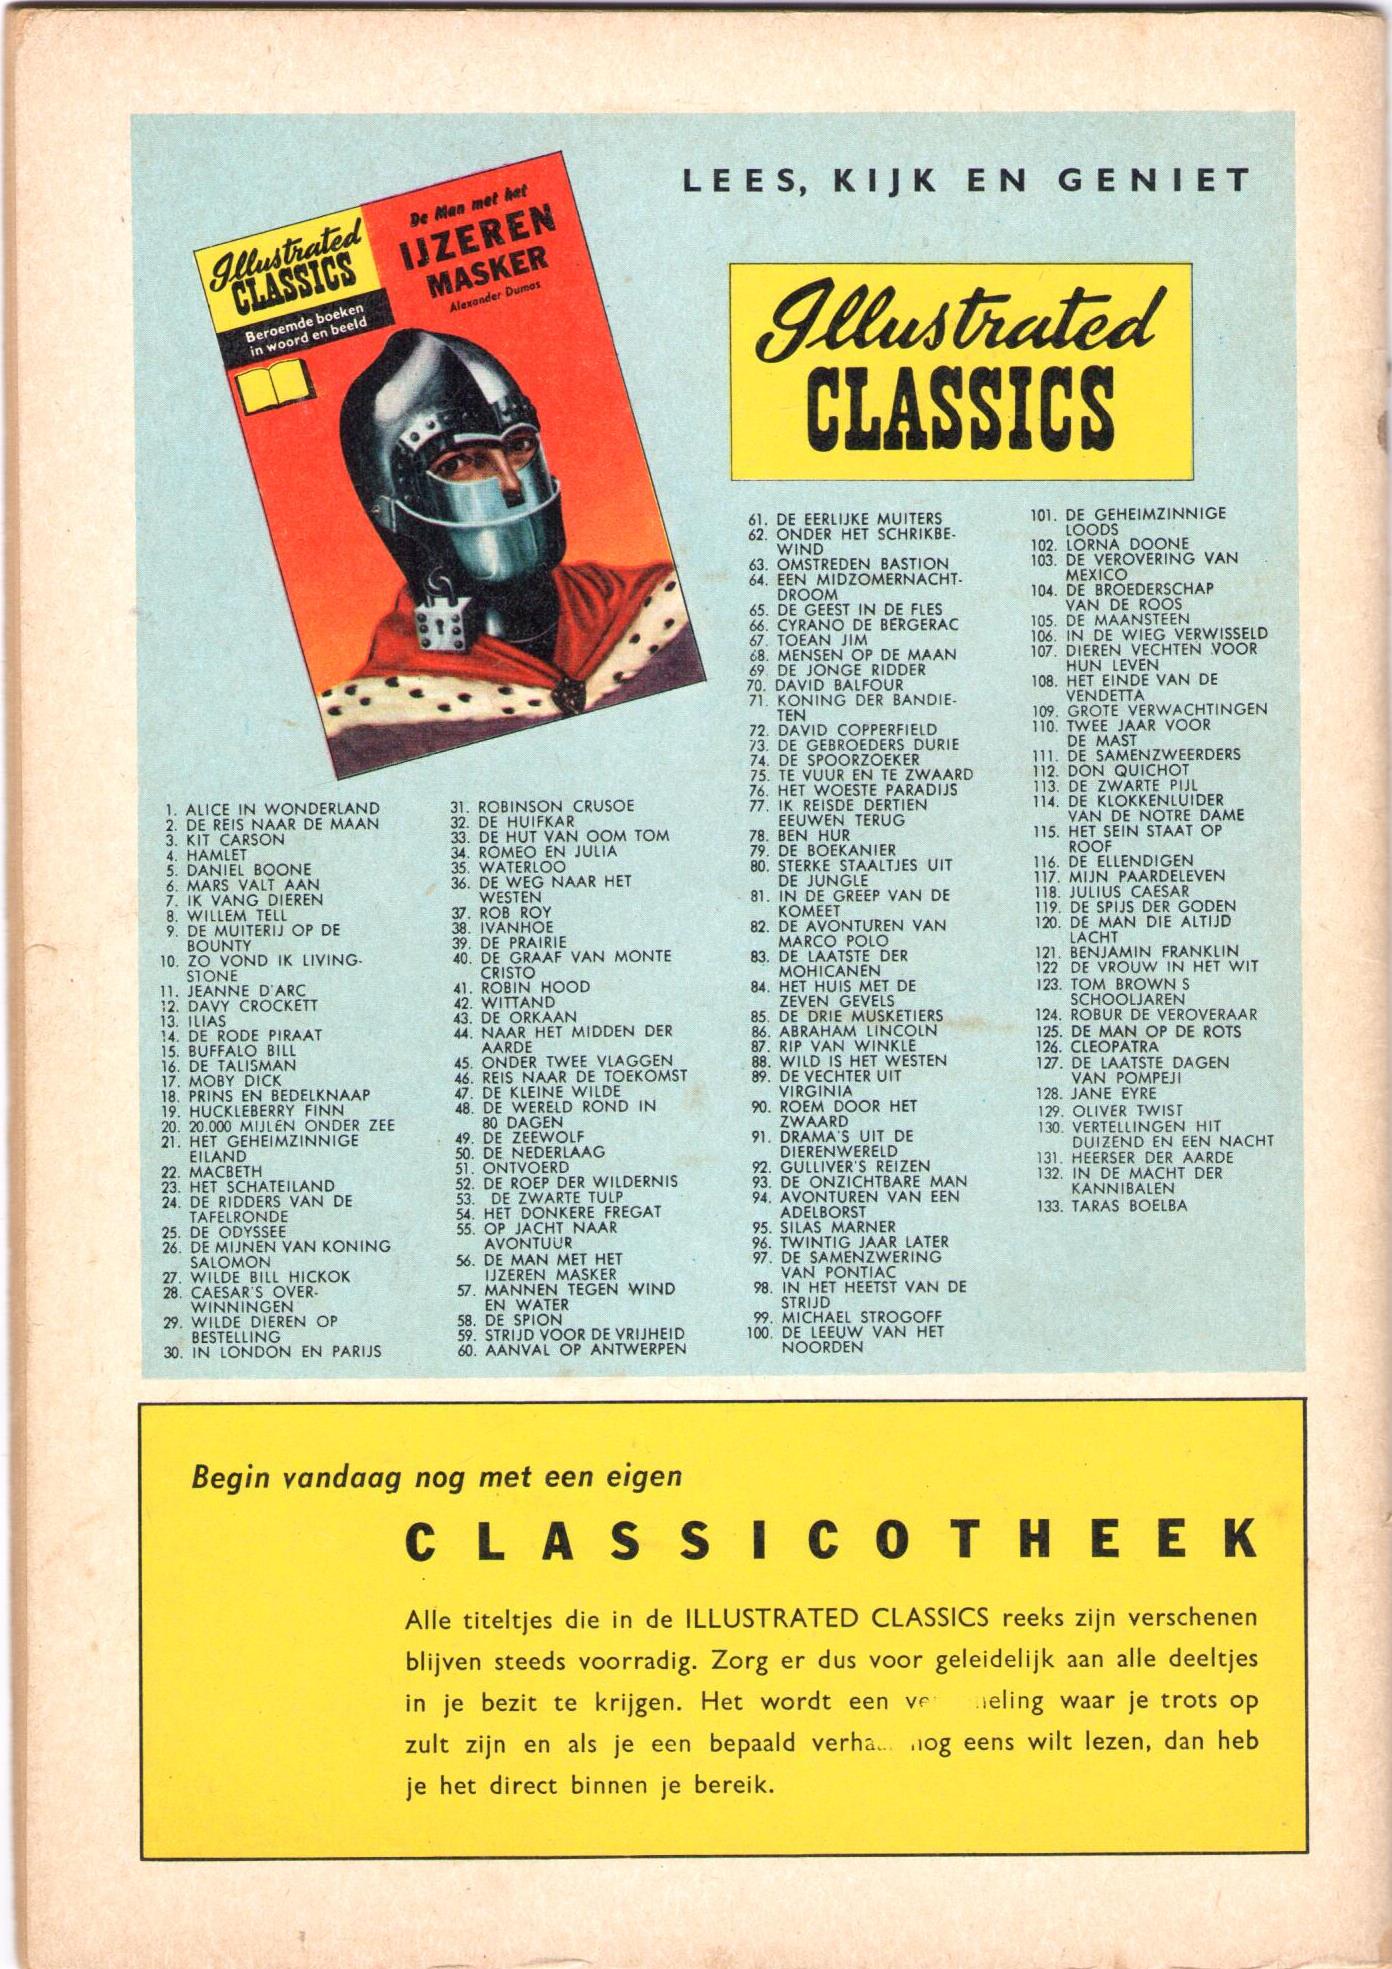 LEES, KIJK EN GENIET
Illustrated
CLASSICS
Beroemde boeken
in woord en beeld
De Man met het
IJZEREN
MASKER
Alexander Dumas
Illustrated
CLASSICS
1. ALICE IN WONDERLAND
2. DE REIS NAAR DE MAAN
3. KIT CARSON
4. HAMLET
5. DANIEL BOONE
6. MARS VALT AAN
7. IK VANG DIEREN
8. WILLEM TELL
9. DE MUITERIJ OP DE
BOUNTY
10. ZO VOND IK LIVING-
STONE
11. JEANNE D'ARC
12. DAVY CROCKETT
13. ILIAS
14. DE RODE PIRAAT
15. BUFFALO BILL
16. DE TALISMAN
17. MOBY DICK
18. PRINS EN BEDELKNAAP
19. HUCKLEBERRY FINN
20. 20.000 MIJLEN ONDER ZEE
21. HET GEHEIMZINNIGE
EILAND
22. MACBETH
23. HET SCHATEILAND
24. DE RIDDERS VAN DE
TAFELRONDE
25. DE ODYSSEE
26. DE MIJNEN VAN KONING
SALOMON
27. WILDE BILL HICKOK
28. CAESAR'S OVER-
WINNINGEN
29. WILDE DIEREN OP
BESTELLING
30. IN LONDON EN PARIJS
31. ROBINSON CRUSOE
32. DE HUIFKAR
33. DE HUT VAN OOM TOM
34. ROMEO EN JULIA
35. WATERLOO
36. DE WEG NAAR HET
WESTEN
37. ROB ROY
38. IVANHOE
39. DE PRAIRIE
40. DE GRAAF VAN MONTE
CRISTO
41. ROBIN HOOD
42. WITTAND
43. DE ORKAAN
44. NAAR HET MIDDEN DER
AARDE
45. ONDER TWEE VLAGGEN
46. REIS NAAR DE TOEKOMST
47. DE KLEINE WILDE
48. DE WERELD ROND IN
80 DAGEN
49. DE ZEEWOLF
50. DE NEDERLAAG
51. ONTVOERD
52. DE ROEP DER WILDERNIS
53. DE ZWARTE TULP
54. HET DONKERE FREGAT
55. OP JACHT NAAR
AVONTUUR
56. DE MAN MET HET
IJZEREN MASKER
57. MANNEN TEGEN WIND
EN WATER
58. DE SPION
59. STRIJD VOOR DE VRIJHEID
60. AANVAL OP ANTWERPEN
61. DE EERLIJKE MUITERS
62. ONDER HET SCHRIKBE-
WIND
63. OMSTREDEN BASTION
64. EEN MIDZOMERNACHT-
DROOM
65. DE GEEST IN DE FLES
66. CYRANO DE BERGERAC
67. TOEAN JIM
68. MENSEN OP DE MAAN
69. DE JONGE RIDDER
70. DAVID BALFOUR
71. KONING DER BANDIE-
TEN
72. DAVID COPPERFIELD
73. DE GEBROEDERS DURIE
74. DE SPOORZOEKER
75. TE VUUR EN TE ZWAARD
76. HET WOESTE PARADIJS
77. IK REISDE DERTIEN
EEUWEN TERUG
78. BEN HUR
79. DE BOEKANIER
80. STERKE STAALTJES UIT
DE JUNGLE
81. IN DE GREEP VAN DE
KOMEET
82. DE AVONTUREN VAN
MARCO POLO
83. DE LAATSTE DER
MOHICANEN
84. HET HUIS MET DE
ZEVEN GEVELS
85. DE DRIE MUSKETIERS
86. ABRAHAM LINCOLN
87. RIP VAN WINKLE
88. WILD IS HET WESTEN
89. DE VECHTER UIT
VIRGINIA
90. ROEM DOOR HET
ZWAARD
91. DRAMA'S UIT DE
DIERENWERELD
92. GULLIVER'S REIZEN
93. DE ONZICHTBARE MAN
94. AVONTUREN VAN EEN
ADELBORST
95. SILAS MARNER
96. TWINTIG JAAR LATER
97. DE SAMENZWERING
VAN PONTIAC
98. IN HET HEETST VAN DE
STRIJD
99. MICHAEL STROGOFF
100. DE LEEUW VAN HET
NOORDEN
101. DE GEHEIMZINNIGE
LOODS
102. LORNA DOONE
103. DE VEROVERING VAN
MEXICO
104. DE BROEDERSCHAP
VAN DE ROOS
105. DE MAANSTEEN
106. IN DE WIEG VERWISSELD
107. DIEREN VECHTEN VOOR
HUN LEVEN
108. HET EINDE VAN DE
VENDETTA
109. GROTE VERWACHTINGEN
110. TWEE JAAR VOOR
DE MAST
111. DE SAMENZWEERDERS
112. DON QUICHOT
113. DE ZWARTE PIJL
114. DE KLOKKENLUIDER
VAN DE NOTRE DAME
115. HET SEIN STAAT OP
ROOF
116. DE ELLENDIGEN
117. MIJN PAARDELEVEN
118. JULIUS CAESAR
119. DE SPIJS DER GODEN
120. DE MAN DIE ALTIJD
LACHT
121. BENJAMIN FRANKLIN
122 DE VROUW IN HET WIT
123. TOM BROWN S
SCHOOLJAREN
124. ROBUR DE VEROVERAAR
125. DE MAN OP DE ROTS
126. CLEOPATRA
127. DE LAATSTE DAGEN
VAN POMPEJI
128. JANE EYRE
129. OLIVER TWIST
130. VERTELLINGEN HIT
DUIZEND EN EEN NACHT
131. HEERSER DER AARDE
132. IN DE MACHT DER
KANNIBALEN
133. TARAS BOELBA
Begin vandaag nog met een eigen
CLASSICOTHEEK
Alle titeltjes die in de ILLUSTRATED CLASSICS reeks zijn verschenen
blijven steeds voorradig. Zorg er dus voor geleidelijk aan alle deeltjes
in je bezit te krijgen. Het wordt een waar je trots op
zult zijn en als je een bepaald nog eens wilt lezen, dan heb
je het direct binnen je bereik.